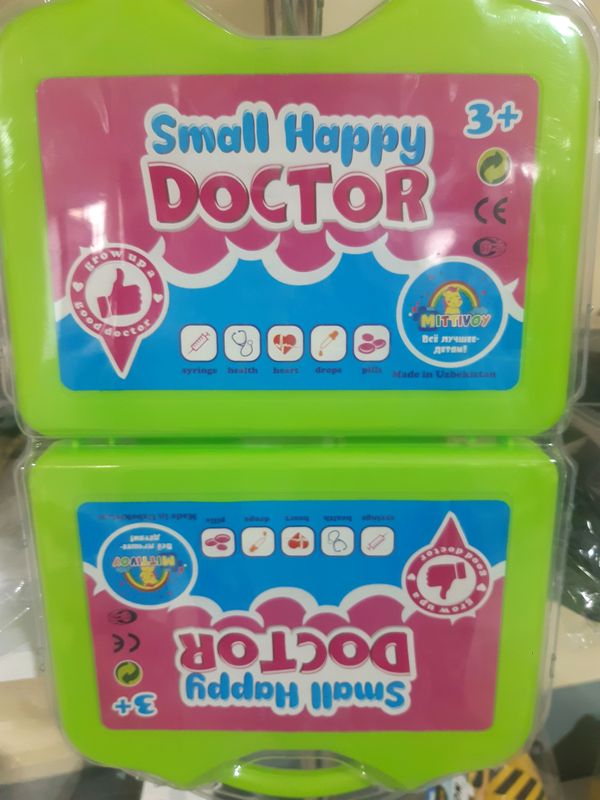 Small Happy
DOCTOR
3+
CE
grow up a
good doctor
MITTIVOY
Всё лучшее-
детям!
syringe health heart drops pills
Made in Uzbekistan
syringe health heart drops pills
Made in Uzbekistan
MITTIVOY
Всё лучшее-
детям!
grow up a
good doctor
CE
3+
DOCTOR
Small Happy